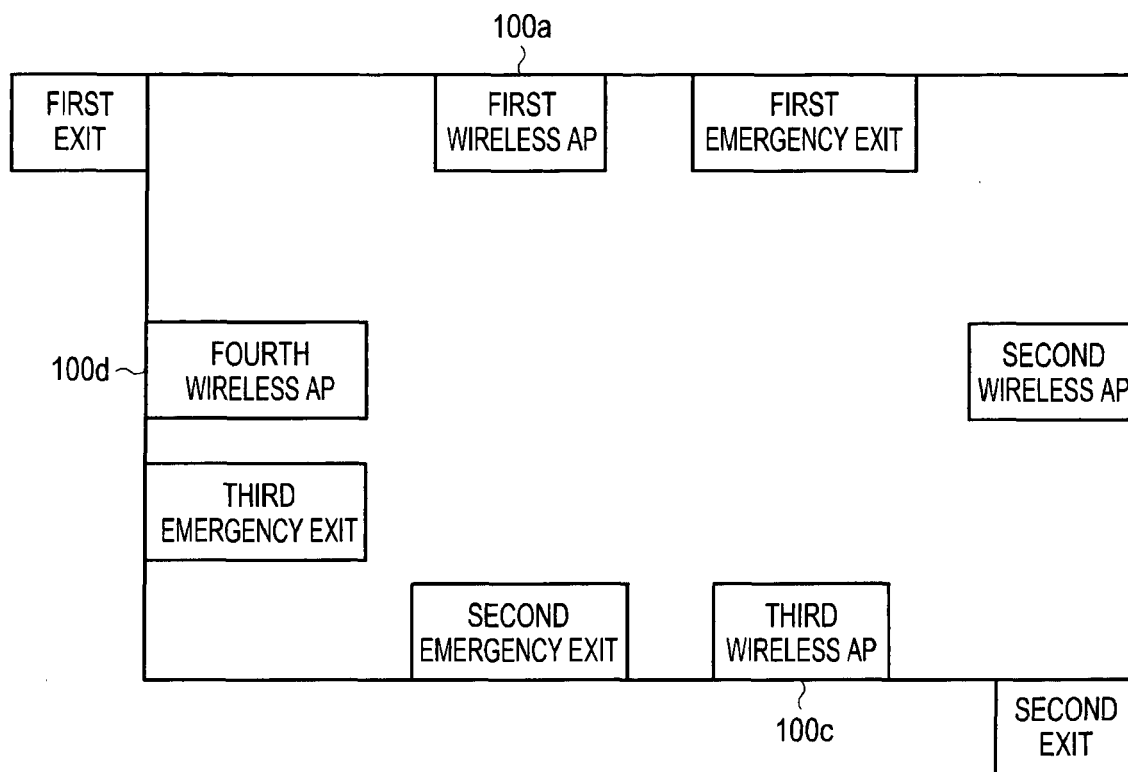 100a
FIRST
EXIT
FIRST
WIRELESS AP
FIRST
EMERGENCY EXIT
100d
FOURTH
WIRELESS AP
SECOND
WIRELESS AP
THIRD
EMERGENCY EXIT
SECOND
EMERGENCY EXIT
THIRD
WIRELESS AP
100c
SECOND
EXIT